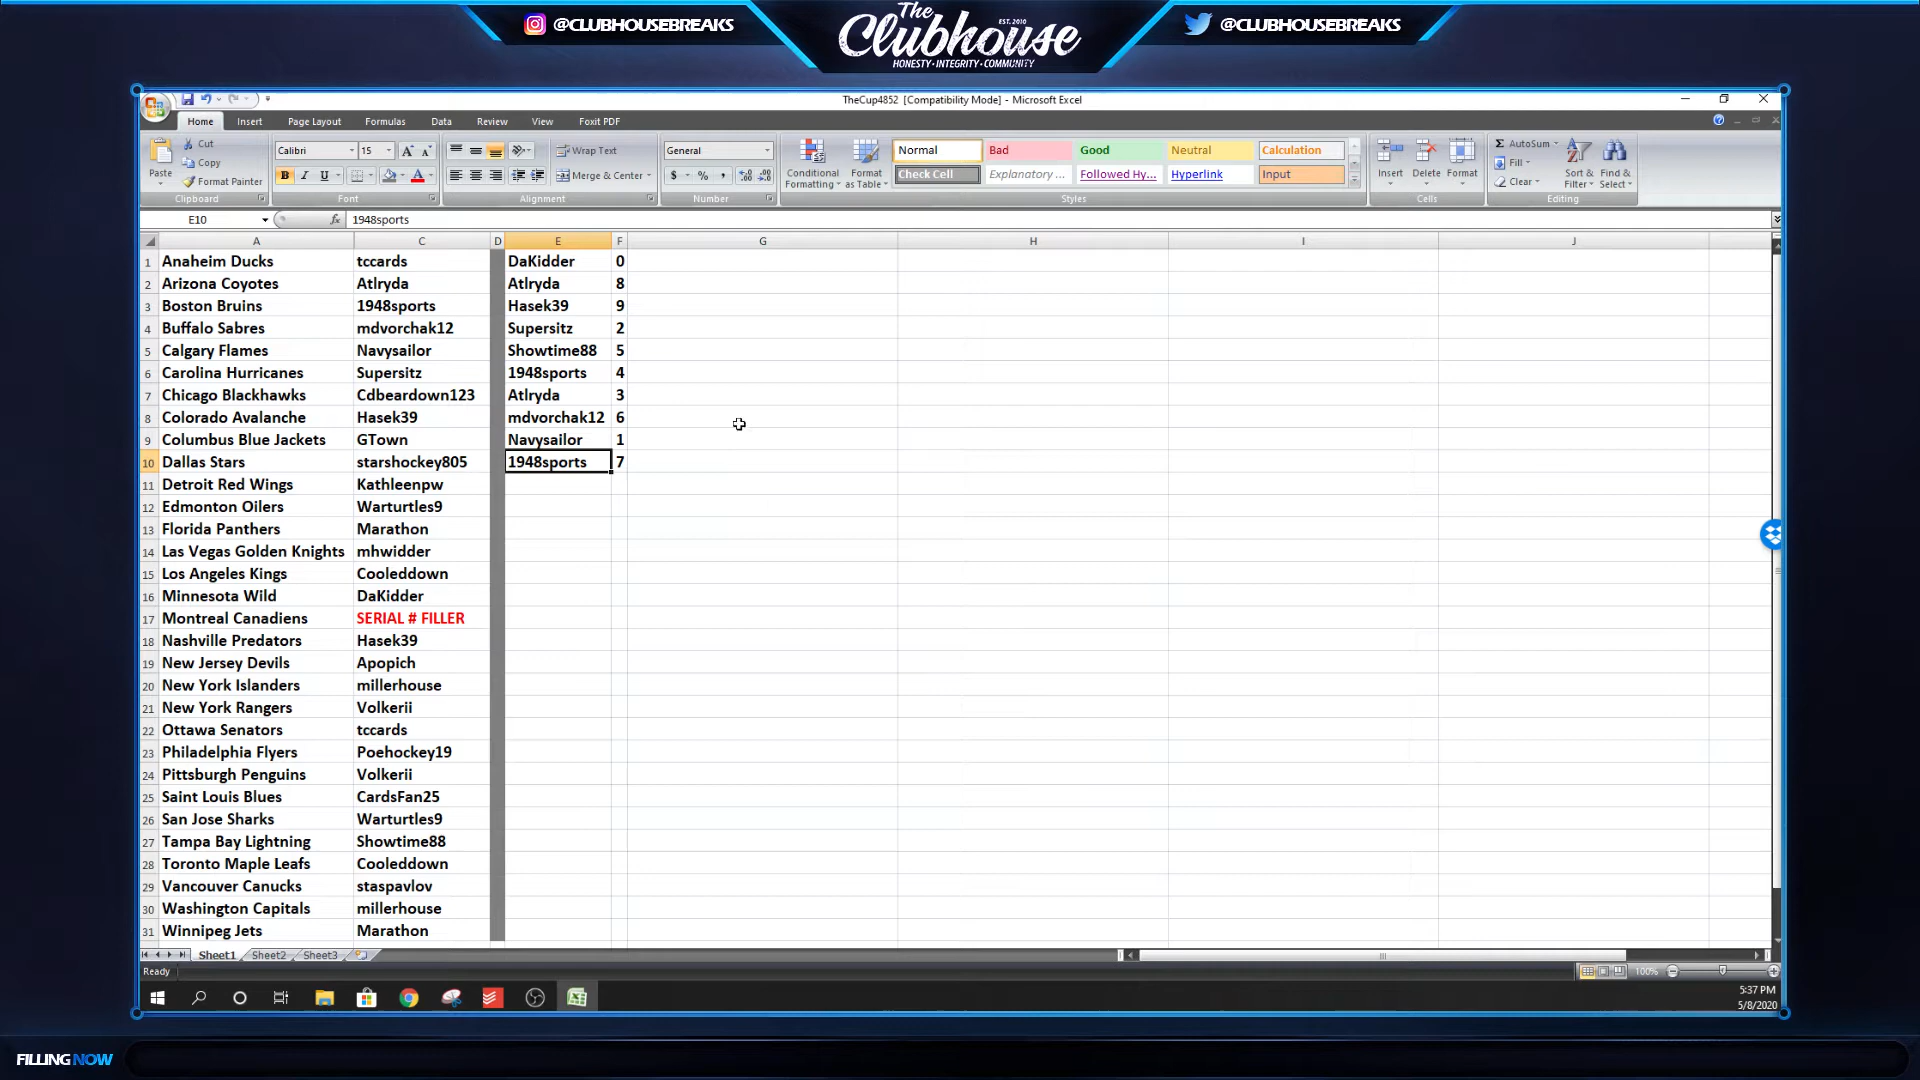 @CLUBHOUSEBREAKS
The Clubhouse
EST. 2010
HONESTY • INTEGRITY • COMMUNITY
@CLUBHOUSEBREAKS
TheCup4852 [Compatibility Mode] - Microsoft Excel
Home Insert Page Layout Formulas Data Review View Foxit PDF
Paste Cut Copy Format Painter Clipboard
Calibri 15 B I U Font
Wrap Text Merge & Center Alignment
General $ % , Number
Conditional Formatting Format as Table
Normal Bad Good Neutral Calculation
Check Cell Explanatory ... Followed Hy... Hyperlink Input
Styles
Insert Delete Format Cells
Σ AutoSum Fill Clear Sort & Filter Find & Select Editing
E10 fx 1948sports
A C D E F G H I J
1 Anaheim Ducks tccards DaKidder 0
2 Arizona Coyotes Atlryda Atlryda 8
3 Boston Bruins 1948sports Hasek39 9
4 Buffalo Sabres mdvorchak12 Supersitz 2
5 Calgary Flames Navysailor Showtime88 5
6 Carolina Hurricanes Supersitz 1948sports 4
7 Chicago Blackhawks Cdbeardown123 Atlryda 3
8 Colorado Avalanche Hasek39 mdvorchak12 6
9 Columbus Blue Jackets GTown Navysailor 1
10 Dallas Stars starshockey805 1948sports 7
11 Detroit Red Wings Kathleenpw
12 Edmonton Oilers Warturtles9
13 Florida Panthers Marathon
14 Las Vegas Golden Knights mhwidder
15 Los Angeles Kings Cooleddown
16 Minnesota Wild DaKidder
17 Montreal Canadiens SERIAL # FILLER
18 Nashville Predators Hasek39
19 New Jersey Devils Apopich
20 New York Islanders millerhouse
21 New York Rangers Volkerii
22 Ottawa Senators tccards
23 Philadelphia Flyers Poehockey19
24 Pittsburgh Penguins Volkerii
25 Saint Louis Blues CardsFan25
26 San Jose Sharks Warturtles9
27 Tampa Bay Lightning Showtime88
28 Toronto Maple Leafs Cooleddown
29 Vancouver Canucks staspavlov
30 Washington Capitals millerhouse
31 Winnipeg Jets Marathon
Sheet1 Sheet2 Sheet3
Ready 100%
5:37 PM
5/8/2020
FILLING NOW